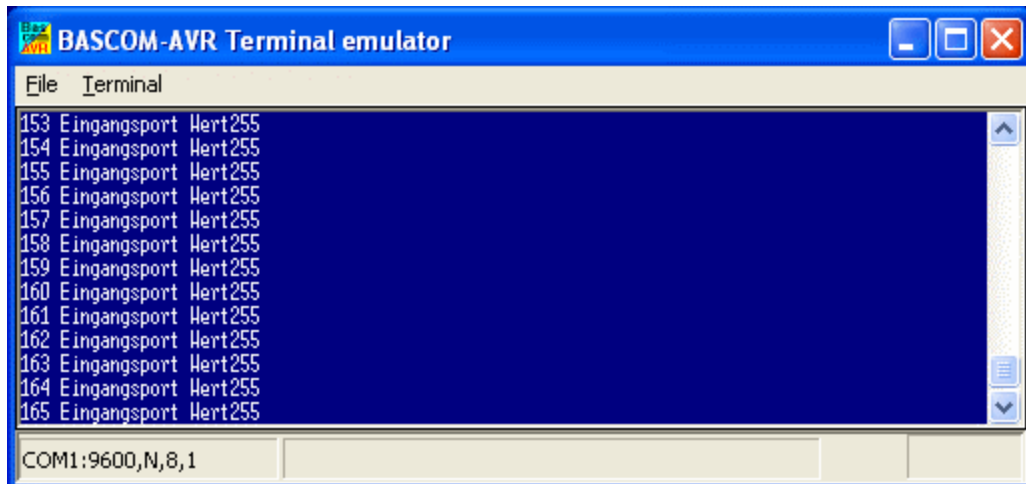 BASCOM-AVR Terminal emulator
File Terminal
153 Eingangsport Wert255
154 Eingangsport Wert255
155 Eingangsport Wert255
156 Eingangsport Wert255
157 Eingangsport Wert255
158 Eingangsport Wert255
159 Eingangsport Wert255
160 Eingangsport Wert255
161 Eingangsport Wert255
162 Eingangsport Wert255
163 Eingangsport Wert255
164 Eingangsport Wert255
165 Eingangsport Wert255
COM1:9600,N,8,1